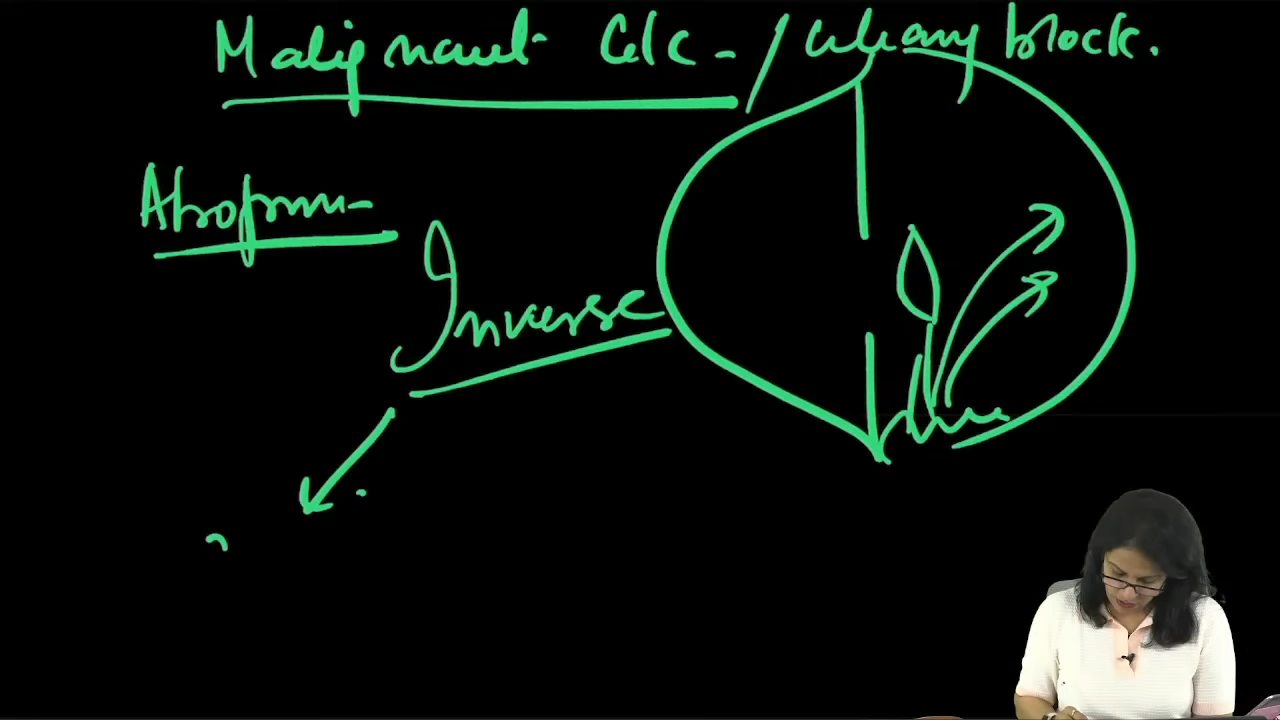 Malignant Glc - / Ciliary block.
Atropine -
Inverse